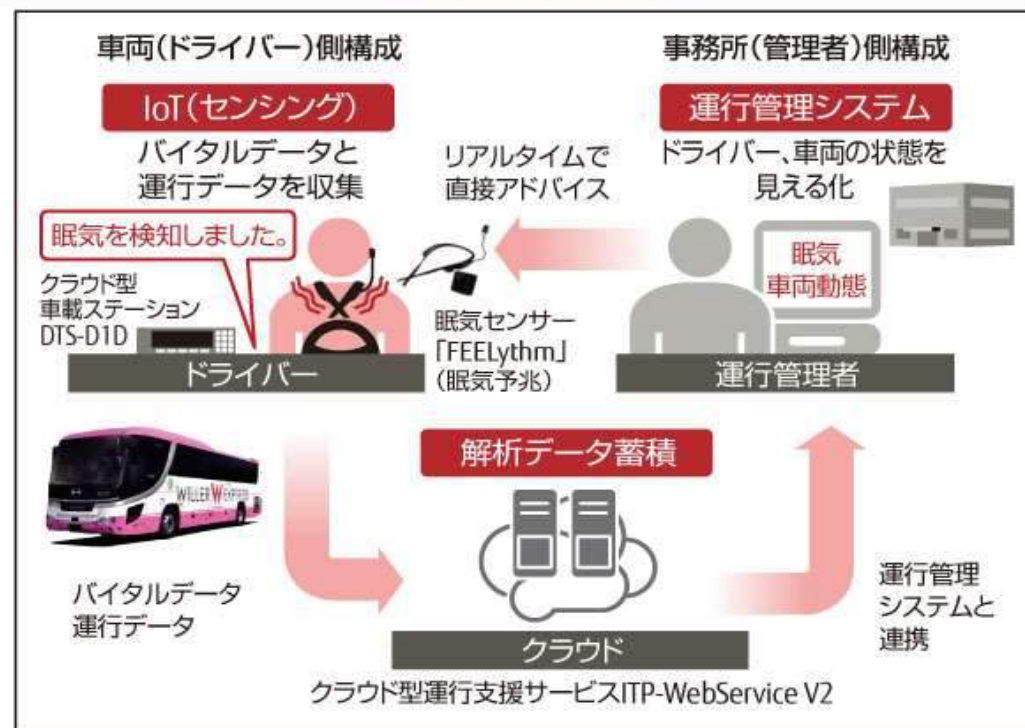 車両(ドライバー)側構成
IoT(センシング)
バイタルデータと
運行データを収集
眠気を検知しました。
クラウド型
車載ステーション
DTS-D1D
ドライバー
リアルタイムで
直接アドバイス
眠気センサー
「FEELythm」
(眠気予兆)
事務所(管理者)側構成
運行管理システム
ドライバー、車両の状態を
見える化
眠気
車両動態
運行管理者
WILLER W EXPRESS
バイタルデータ
運行データ
解析データ蓄積
クラウド
クラウド型運行支援サービスITP-WebService V2
運行管理
システムと
連携